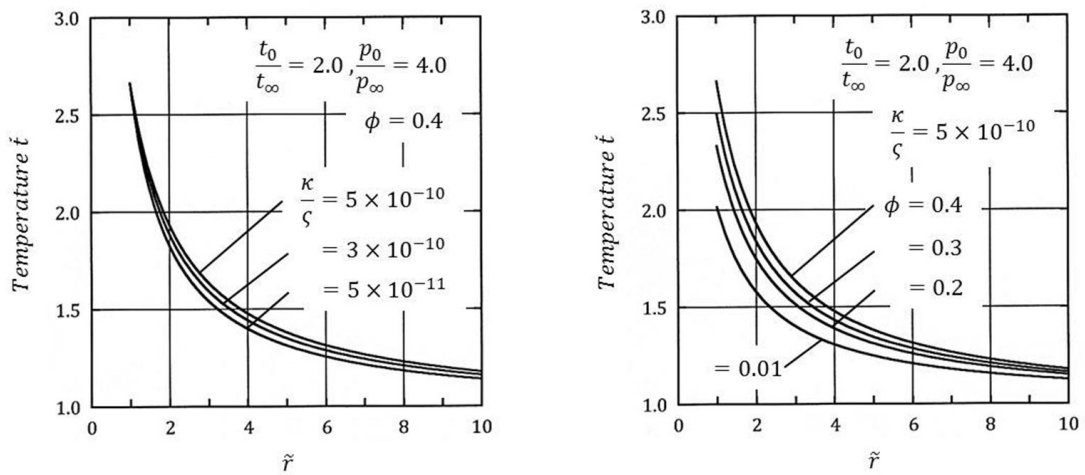 3.0
2.5
2.0
1.5
1.0
Temperature t̃
t₀/t∞ = 2.0 , p₀/p∞ = 4.0
ϕ = 0.4
κ/ς = 5 × 10⁻¹⁰
= 3 × 10⁻¹⁰
= 5 × 10⁻¹¹
0 2 4 6 8 10
r̃
3.0
2.5
2.0
1.5
1.0
Temperature t̃
t₀/t∞ = 2.0 , p₀/p∞ = 4.0
κ/ς = 5 × 10⁻¹⁰
ϕ = 0.4
= 0.3
= 0.2
= 0.01
0 2 4 6 8 10
r̃